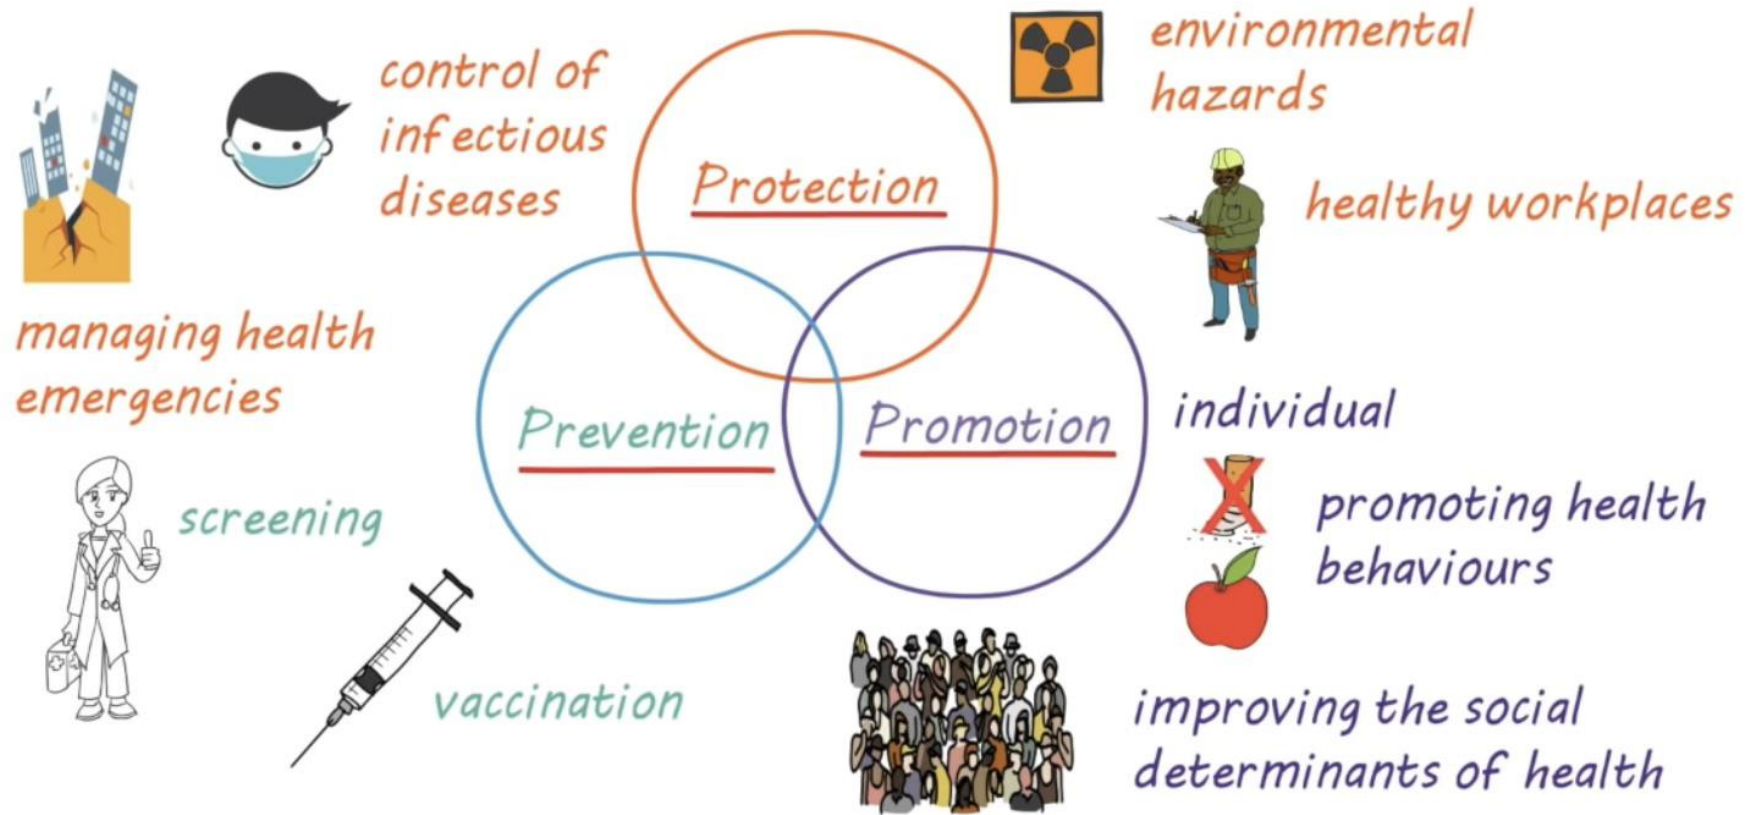 control of
infectious
diseases
environmental
hazards
Protection
healthy workplaces
managing health
emergencies
Prevention
Promotion
individual
screening
promoting health
behaviours
vaccination
improving the social
determinants of health